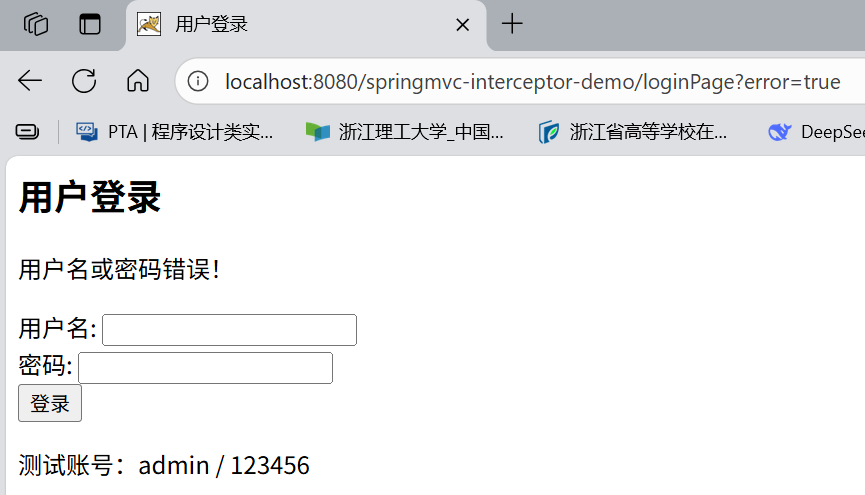 用户登录
localhost:8080/springmvc-interceptor-demo/loginPage?error=true
PTA | 程序设计类实... 浙江理工大学_中国... 浙江省高等学校在... DeepSee
用户登录
用户名或密码错误！
用户名:
密码:
登录
测试账号：admin / 123456